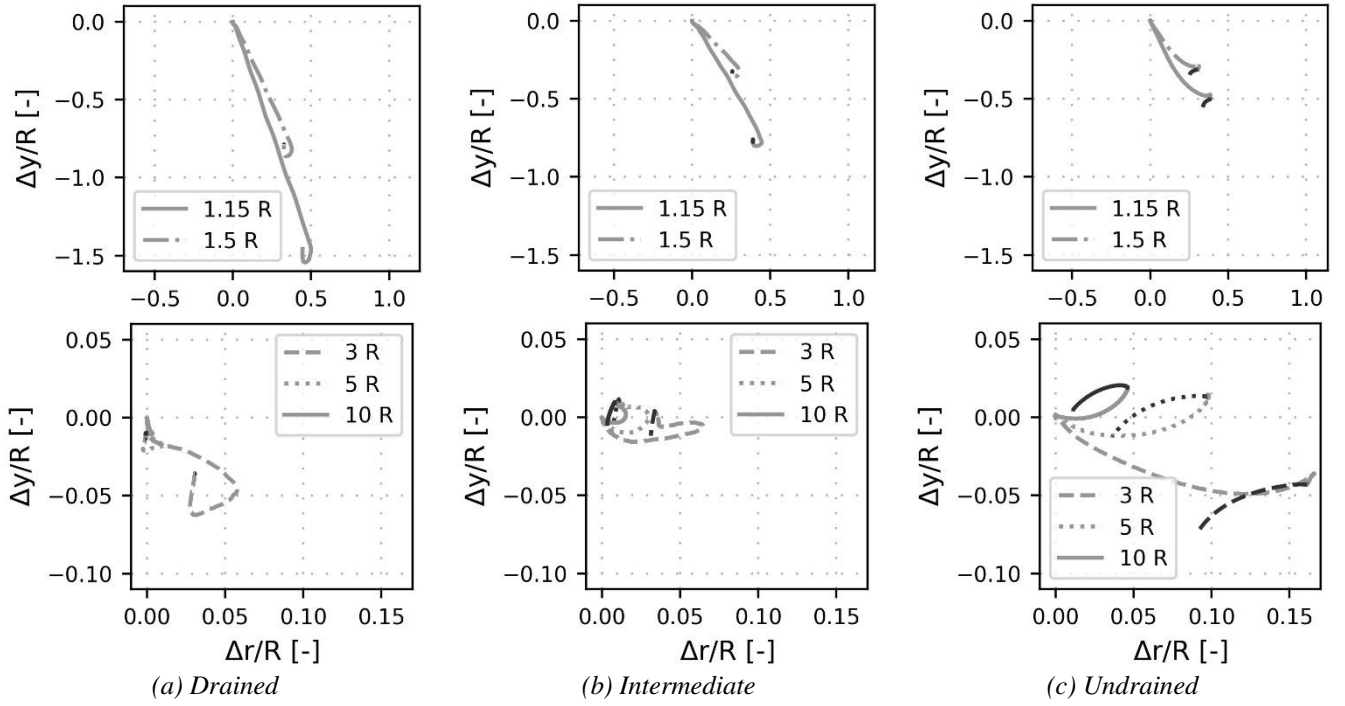 0.0
−0.5
−1.0
−1.5
Δy/R [-]
1.15 R
1.5 R
−0.5 0.0 0.5 1.0
0.0
−0.5
−1.0
−1.5
Δy/R [-]
1.15 R
1.5 R
−0.5 0.0 0.5 1.0
0.0
−0.5
−1.0
−1.5
Δy/R [-]
1.15 R
1.5 R
−0.5 0.0 0.5 1.0
0.05
0.00
−0.05
−0.10
Δy/R [-]
3 R
5 R
10 R
0.00 0.05 0.10 0.15
Δr/R [-]
(a) Drained
0.05
0.00
−0.05
−0.10
Δy/R [-]
3 R
5 R
10 R
0.00 0.05 0.10 0.15
Δr/R [-]
(b) Intermediate
0.05
0.00
−0.05
−0.10
Δy/R [-]
3 R
5 R
10 R
0.00 0.05 0.10 0.15
Δr/R [-]
(c) Undrained